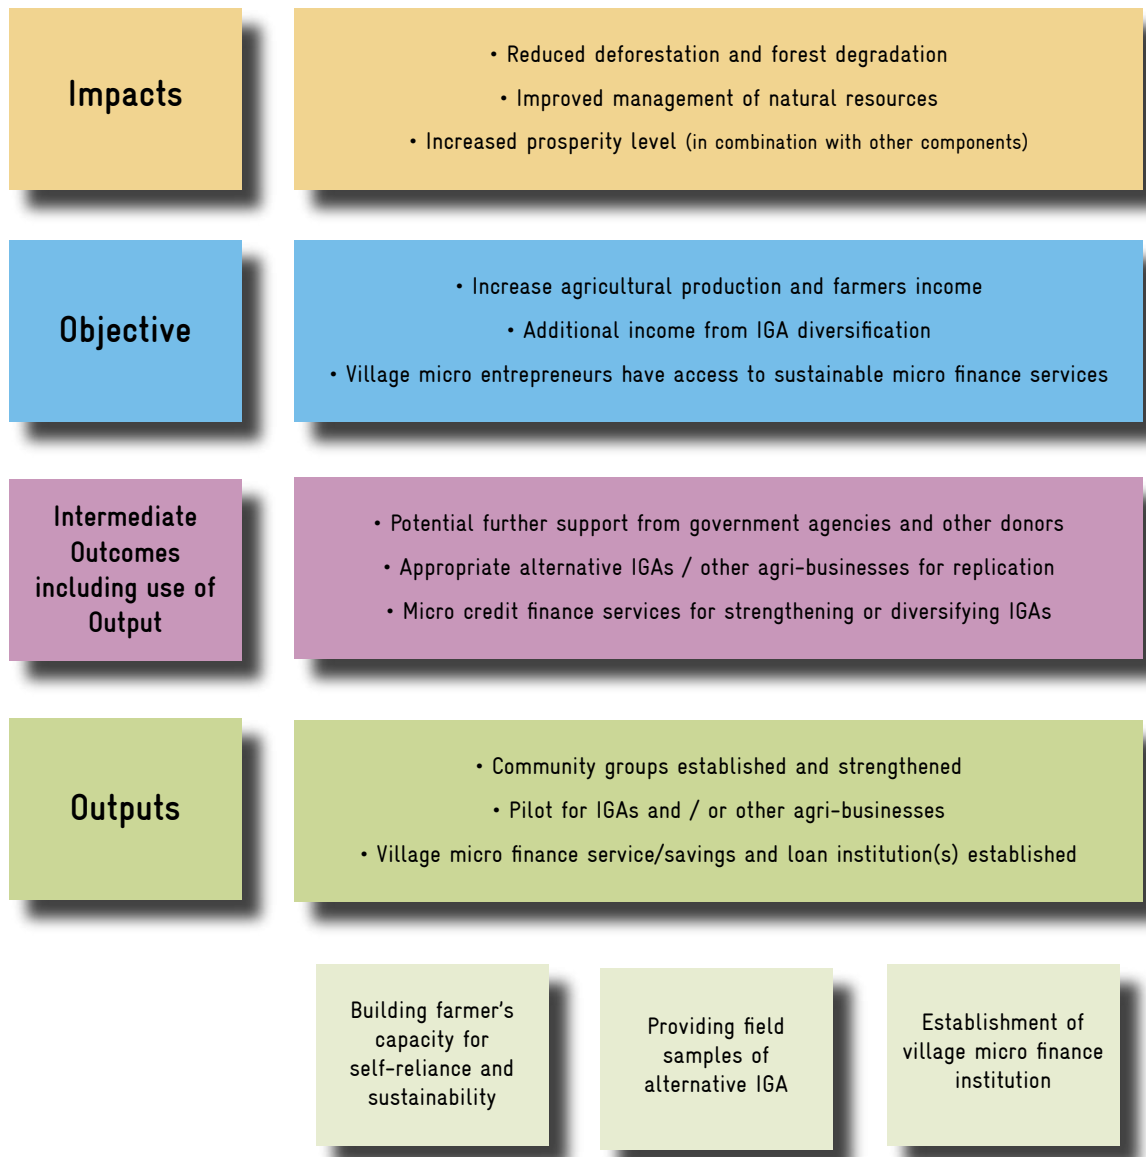 Impacts
• Reduced deforestation and forest degradation
• Improved management of natural resources
• Increased prosperity level (in combination with other components)
Objective
• Increase agricultural production and farmers income
• Additional income from IGA diversification
• Village micro entrepreneurs have access to sustainable micro finance services
Intermediate
Outcomes
including use of
Output
• Potential further support from government agencies and other donors
• Appropriate alternative IGAs / other agri-businesses for replication
• Micro credit finance services for strengthening or diversifying IGAs
Outputs
• Community groups established and strengthened
• Pilot for IGAs and / or other agri-businesses
• Village micro finance service/savings and loan institution(s) established
Building farmer's
capacity for
self-reliance and
sustainability
Providing field
samples of
alternative IGA
Establishment of
village micro finance
institution